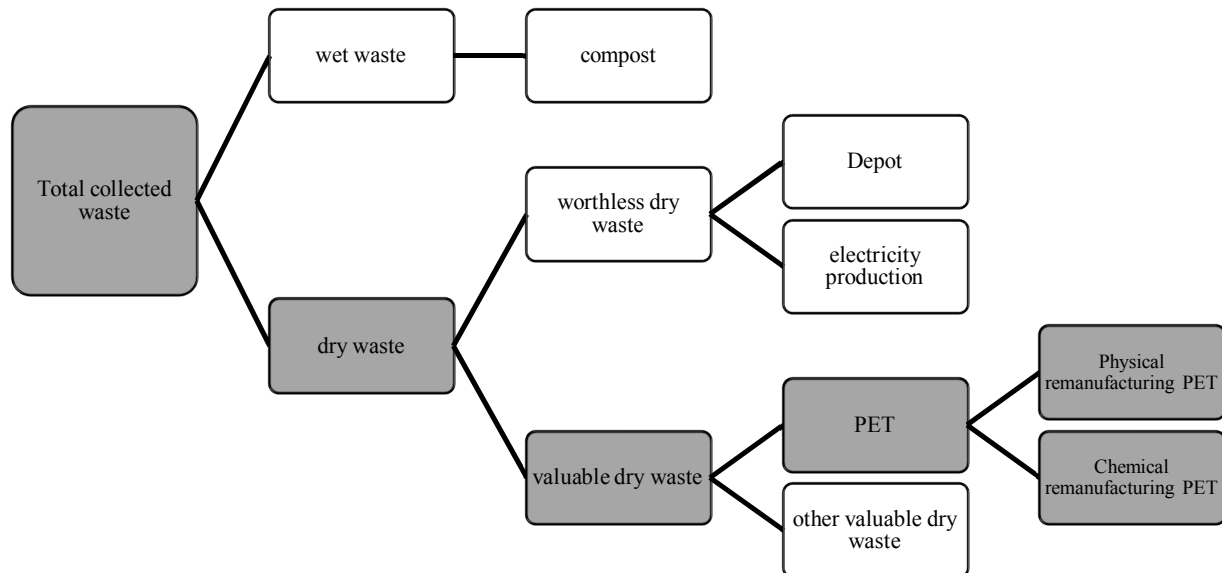 wet waste
compost
Total collected
waste
Depot
worthless dry
waste
electricity
production
dry waste
Physical
remanufacturing PET
PET
Chemical
remanufacturing PET
valuable dry waste
other valuable dry
waste